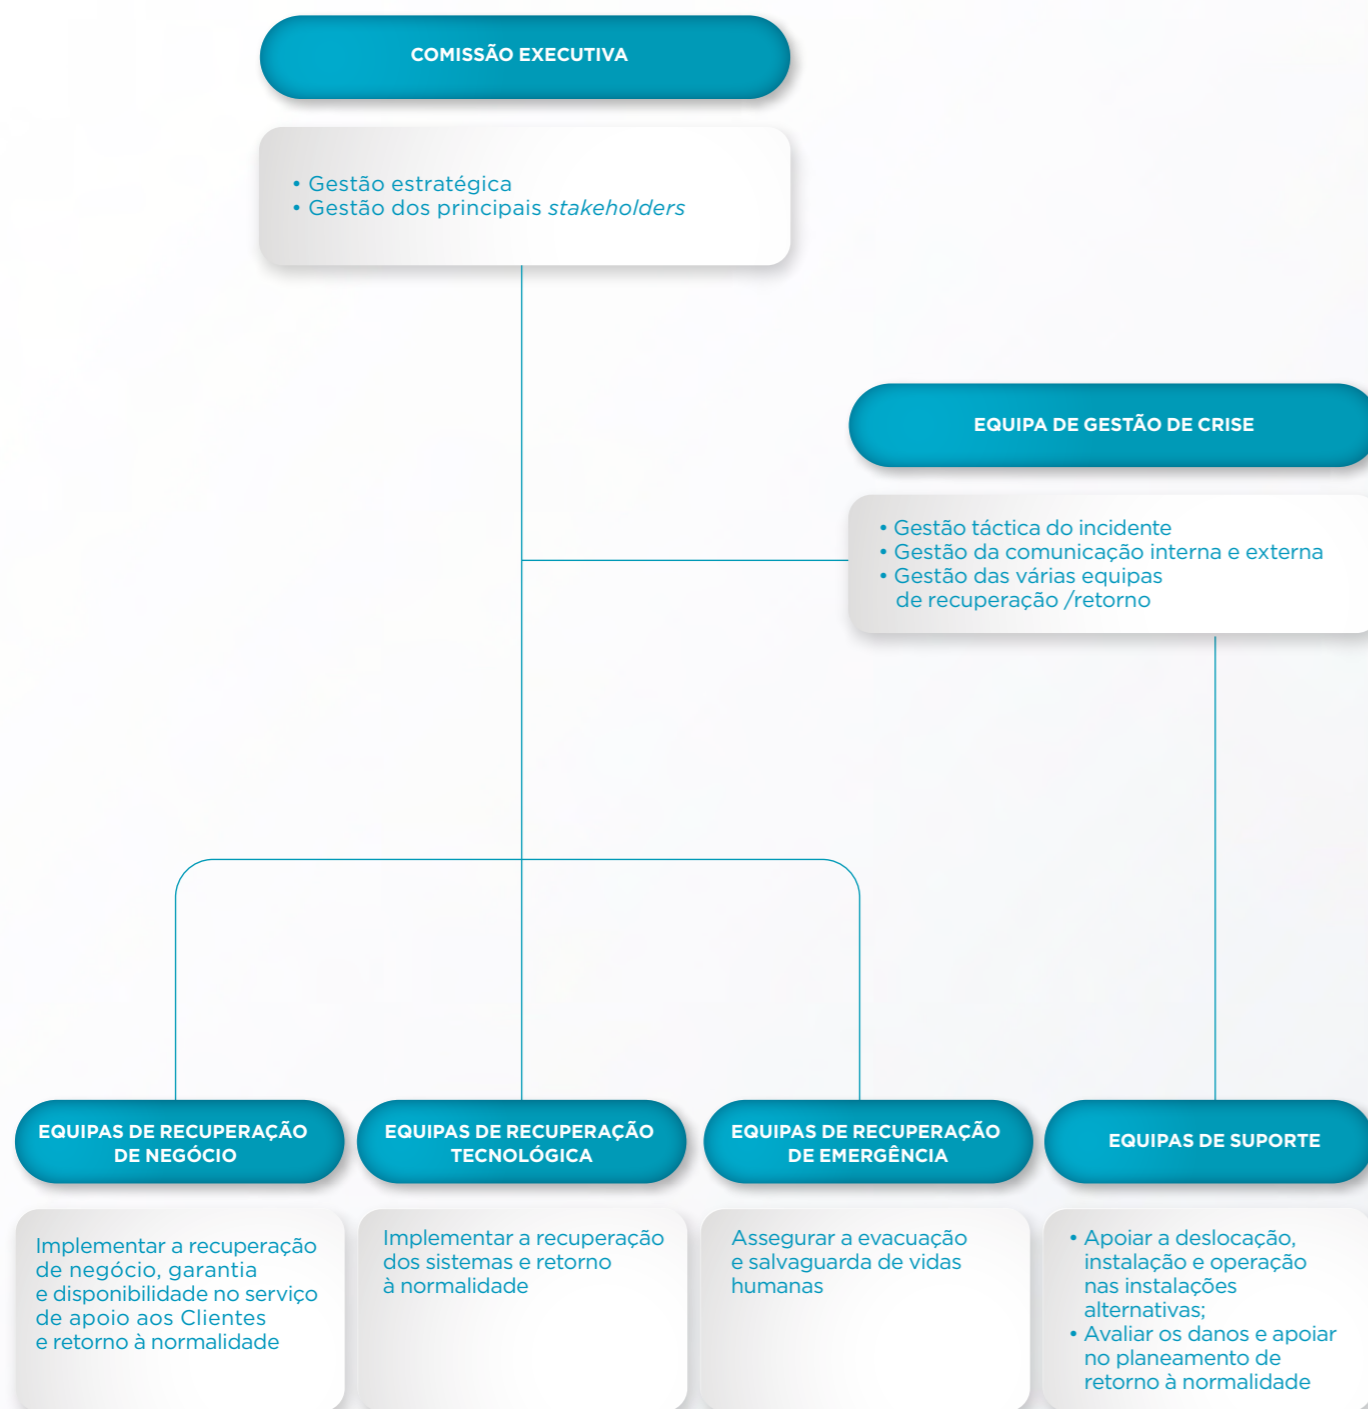 COMISSÃO EXECUTIVA
• Gestão estratégica
• Gestão dos principais stakeholders
EQUIPA DE GESTÃO DE CRISE
• Gestão táctica do incidente
• Gestão da comunicação interna e externa
• Gestão das várias equipas
de recuperação /retorno
EQUIPAS DE RECUPERAÇÃO
DE NEGÓCIO
Implementar a recuperação
de negócio, garantia
e disponibilidade no serviço
de apoio aos Clientes
e retorno à normalidade
EQUIPAS DE RECUPERAÇÃO
TECNOLÓGICA
Implementar a recuperação
dos sistemas e retorno
à normalidade
EQUIPAS DE RECUPERAÇÃO
DE EMERGÊNCIA
Assegurar a evacuação
e salvaguarda de vidas
humanas
EQUIPAS DE SUPORTE
• Apoiar a deslocação,
instalação e operação
nas instalações
alternativas;
• Avaliar os danos e apoiar
no planeamento de
retorno à normalidade